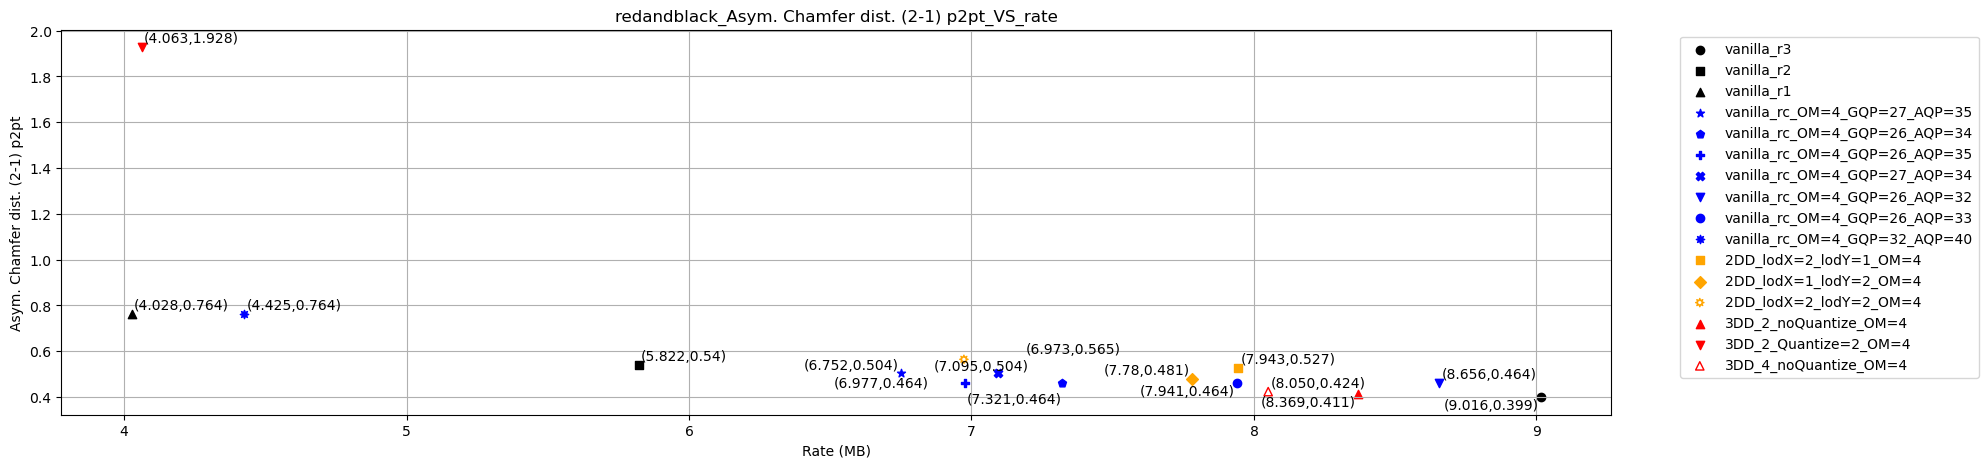 redandblack_Asym. Chamfer dist. (2-1) p2pt_VS_rate
Asym. Chamfer dist. (2-1) p2pt
2.0
1.8
1.6
1.4
1.2
1.0
0.8
0.6
0.4
(4.063,1.928)
(4.028,0.764)
(4.425,0.764)
(5.822,0.54)
(6.752,0.504)
(6.977,0.464)
(6.973,0.565)
(7.095,0.504)
(7.321,0.464)
(7.78,0.481)
(7.943,0.527)
(7.941,0.464)
(8.050,0.424)
(8.369,0.411)
(8.656,0.464)
(9.016,0.399)
4
5
6
7
8
9
Rate (MB)
vanilla_r3
vanilla_r2
vanilla_r1
vanilla_rc_OM=4_GQP=27_AQP=35
vanilla_rc_OM=4_GQP=26_AQP=34
vanilla_rc_OM=4_GQP=26_AQP=35
vanilla_rc_OM=4_GQP=27_AQP=34
vanilla_rc_OM=4_GQP=26_AQP=32
vanilla_rc_OM=4_GQP=26_AQP=33
vanilla_rc_OM=4_GQP=32_AQP=40
2DD_lodX=2_lodY=1_OM=4
2DD_lodX=1_lodY=2_OM=4
2DD_lodX=2_lodY=2_OM=4
3DD_2_noQuantize_OM=4
3DD_2_Quantize=2_OM=4
3DD_4_noQuantize_OM=4